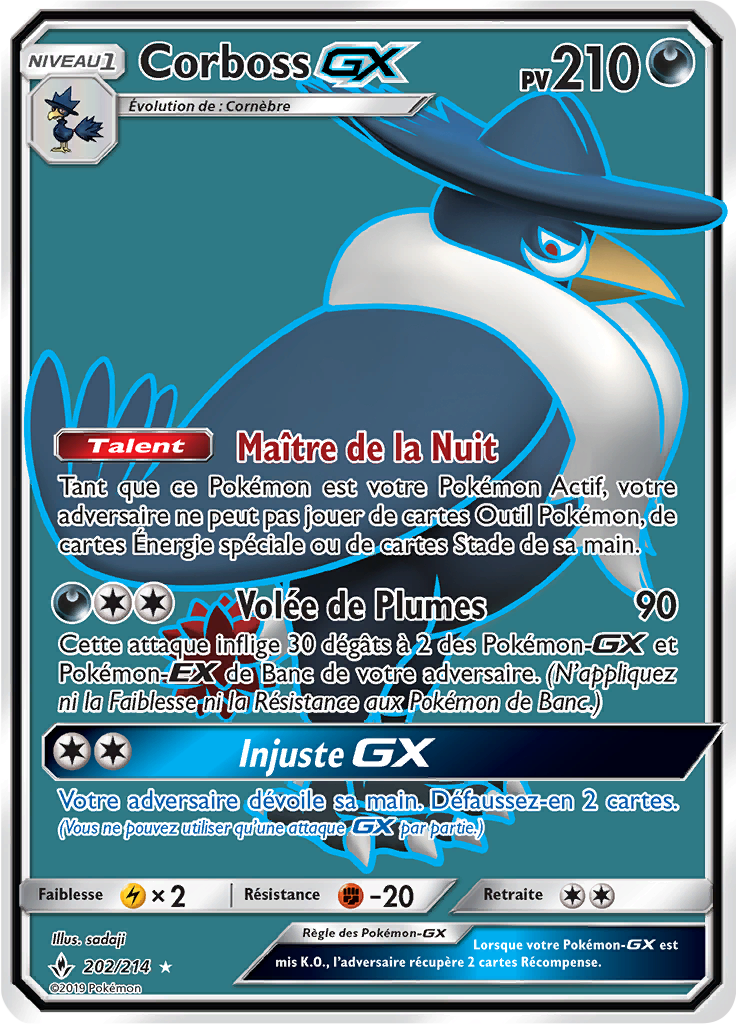 NIVEAU 1
Corboss GX
PV 210
Évolution de : Cornèbre
Talent Maître de la Nuit
Tant que ce Pokémon est votre Pokémon Actif, votre
adversaire ne peut pas jouer de cartes Outil Pokémon, de
cartes Énergie spéciale ou de cartes Stade de sa main.
Volée de Plumes 90
Cette attaque inflige 30 dégâts à 2 des Pokémon-GX et
Pokémon-EX de Banc de votre adversaire. (N'appliquez
ni la Faiblesse ni la Résistance aux Pokémon de Banc.)
Injuste GX
Votre adversaire dévoile sa main. Défaussez-en 2 cartes.
(Vous ne pouvez utiliser qu'une attaque GX par partie.)
Faiblesse ×2 Résistance -20 Retraite
Illus. sadaji
202/214
©2019 Pokémon
Règle des Pokémon-GX
Lorsque votre Pokémon-GX est
mis K.O., l'adversaire récupère 2 cartes Récompense.